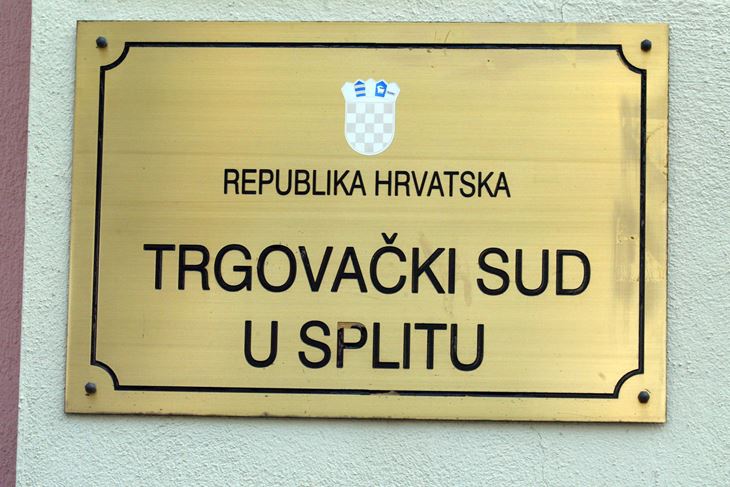 REPUBLIKA HRVATSKA
TRGOVAČKI SUD
U SPLITU